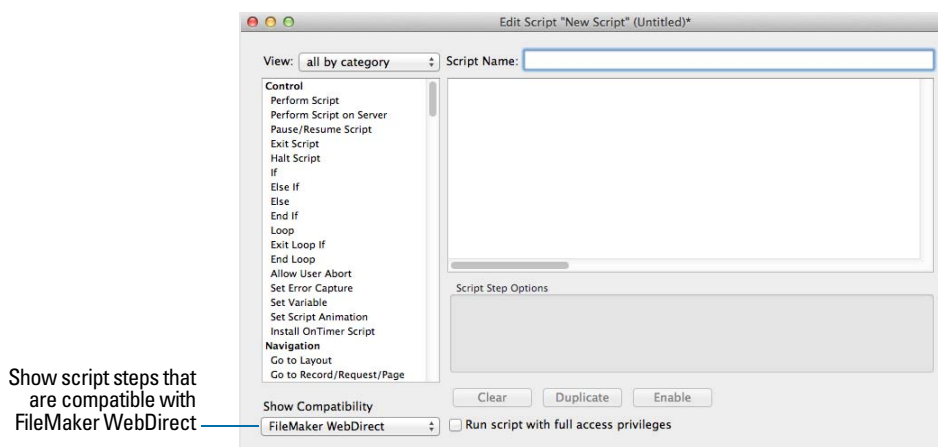 Edit Script "New Script" (Untitled)*
View: all by category
Script Name:
Control
Perform Script
Perform Script on Server
Pause/Resume Script
Exit Script
Halt Script
If
Else If
Else
End If
Loop
Exit Loop If
End Loop
Allow User Abort
Set Error Capture
Set Variable
Set Script Animation
Install OnTimer Script
Navigation
Go to Layout
Go to Record/Request/Page
Script Step Options
Clear Duplicate Enable
Show Compatibility
FileMaker WebDirect
Run script with full access privileges
Show script steps that
are compatible with
FileMaker WebDirect